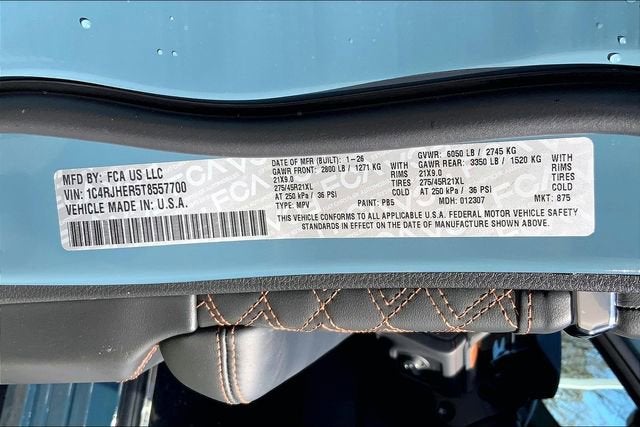 MFD BY: FCA US LLC
VIN: 1C4RJHER5T8557700
VEHICLE MADE IN: U.S.A.
DATE OF MFR (BUILT): 1-26 GVWR: 6050 LB / 2745 KG
GAWR FRONT: 2800 LB / 1271 KG WITH GAWR REAR: 3350 LB / 1520 KG WITH
21X9.0 RIMS 21X9.0 RIMS
275/45R21XL TIRES 275/45R21XL TIRES
AT 250 kPa / 36 PSI COLD AT 250 kPa / 36 PSI COLD
TYPE: MPV PAINT: PB5 MDH: 012307 MKT: 875
THIS VEHICLE CONFORMS TO ALL APPLICABLE U.S.A. FEDERAL MOTOR VEHICLE SAFETY
STANDARDS IN EFFECT ON THE DATE OF MANUFACTURE SHOWN ABOVE.